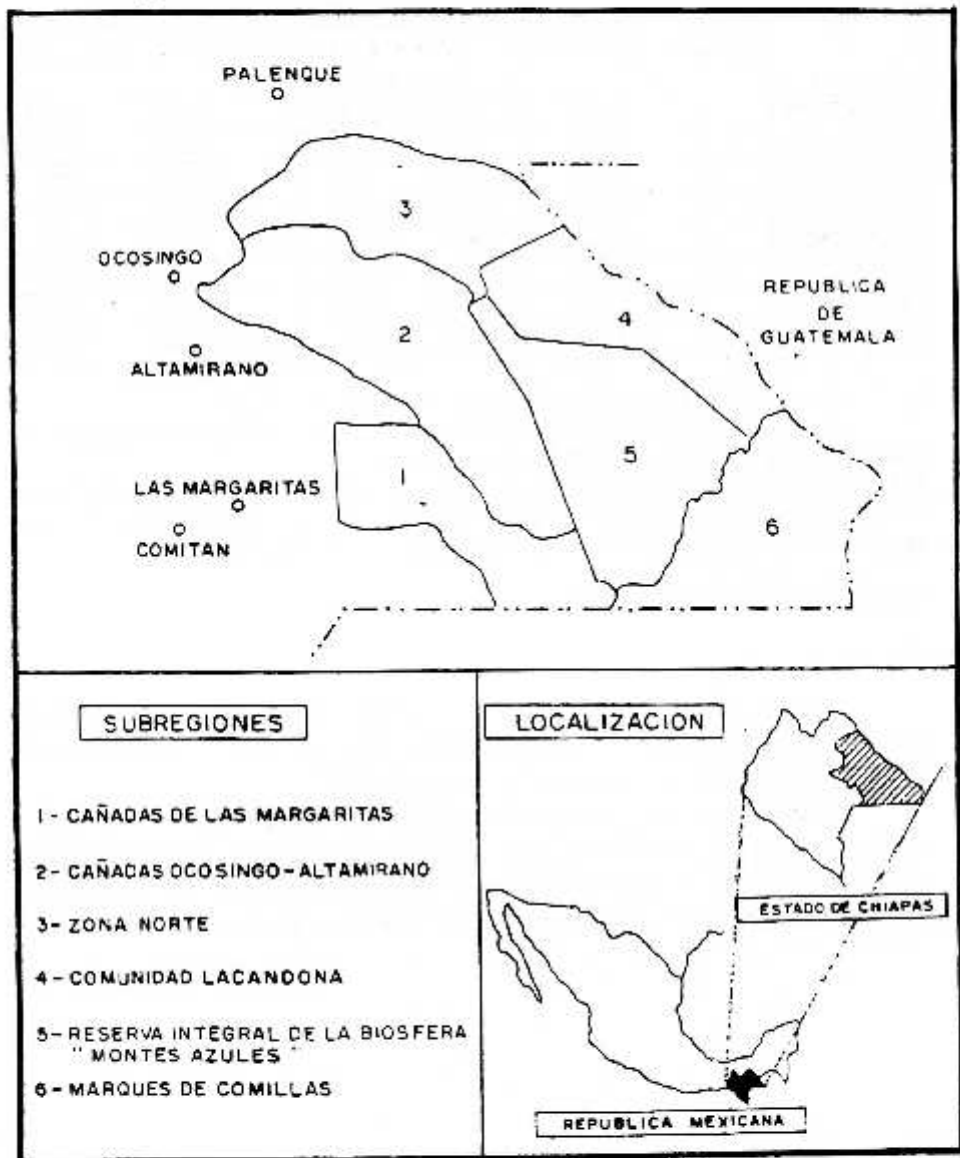 PALENQUE
3
OCOSINGO
REPUBLICA
DE
GUATEMALA
4
2
ALTAMIRANO
5
1
LAS MARGARITAS
6
COMITAN
SUBREGIONES
1- CAÑADAS DE LAS MARGARITAS
2- CAÑADAS OCOSINGO-ALTAMIRANO
3- ZONA NORTE
4- COMUNIDAD LACANDONA
5- RESERVA INTEGRAL DE LA BIOSFERA
"MONTES AZULES"
6- MARQUES DE COMILLAS
LOCALIZACION
ESTADO DE CHIAPAS
REPUBLICA MEXICANA